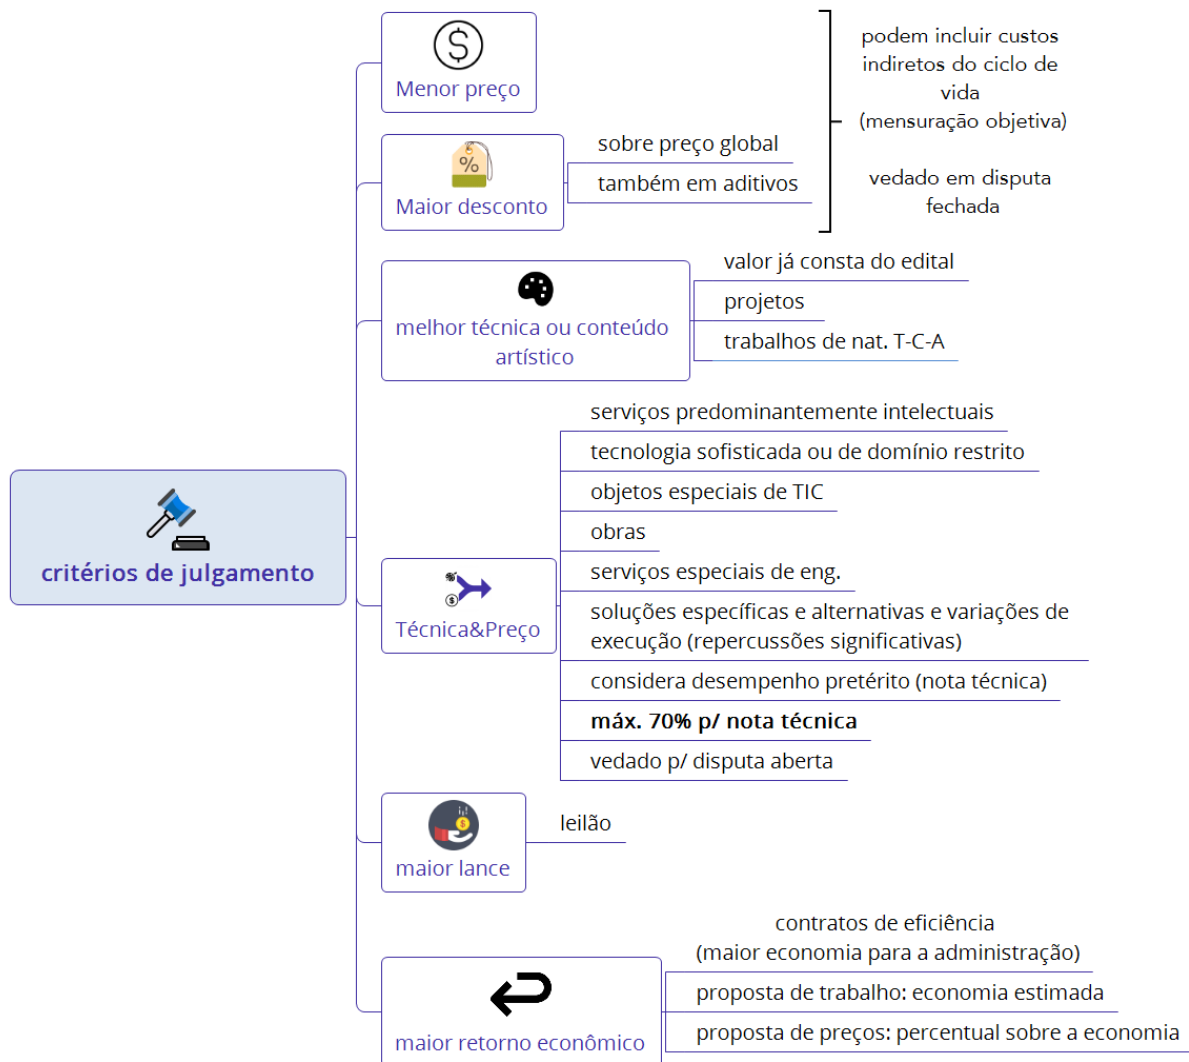 Menor preço
%
Maior desconto
sobre preço global
também em aditivos
podem incluir custos
indiretos do ciclo de
vida
(mensuração objetiva)
vedado em disputa
fechada
melhor técnica ou conteúdo
artístico
valor já consta do edital
projetos
trabalhos de nat. T-C-A
critérios de julgamento
Técnica&Preço
serviços predominantemente intelectuais
tecnologia sofisticada ou de domínio restrito
objetos especiais de TIC
obras
serviços especiais de eng.
soluções específicas e alternativas e variações de
execução (repercussões significativas)
considera desempenho pretérito (nota técnica)
máx. 70% p/ nota técnica
vedado p/ disputa aberta
maior lance
leilão
maior retorno econômico
contratos de eficiência
(maior economia para a administração)
proposta de trabalho: economia estimada
proposta de preços: percentual sobre a economia